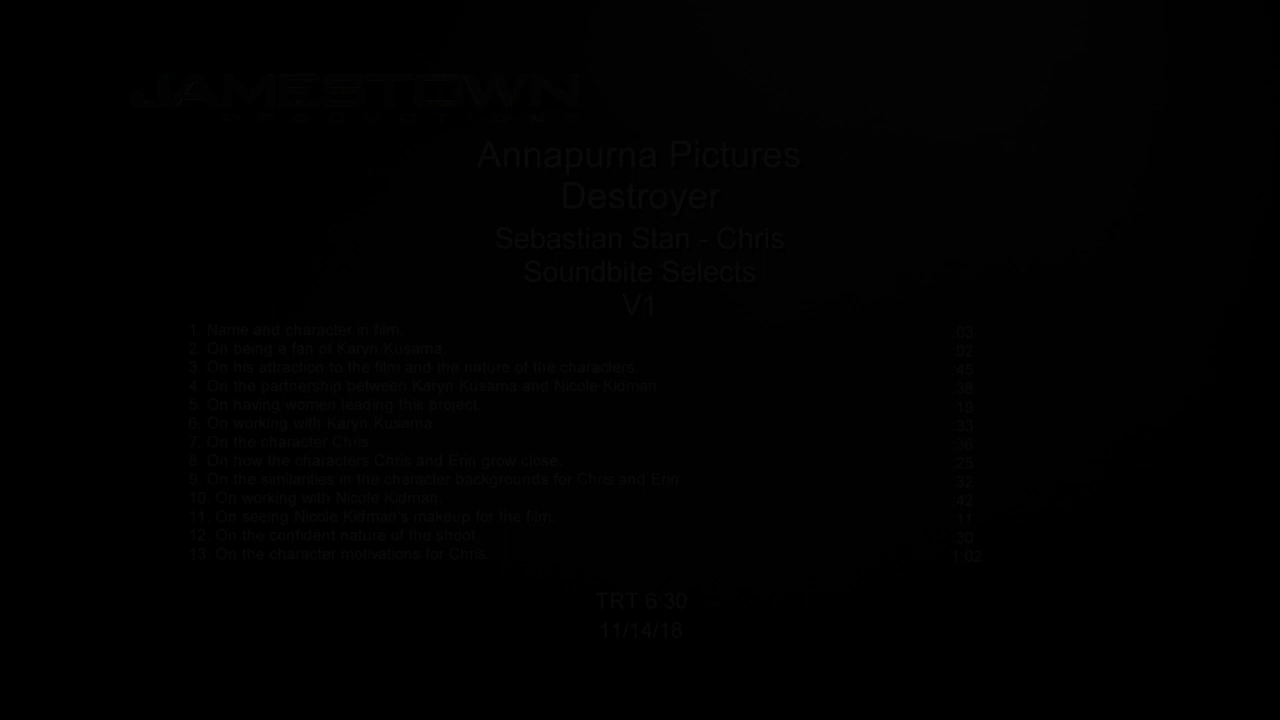 JAMESTOWN
PRODUCTIONS
Annapurna Pictures
Destroyer
Sebastian Stan - Chris
Soundbite Selects
V1
1. Name and character in film. :03
2. On being a fan of Karyn Kusama. :02
3. On his attraction to the film and the nature of the characters. :45
4. On the partnership between Karyn Kusama and Nicole Kidman. :38
5. On having women leading this project. :19
6. On working with Karyn Kusama. :33
7. On the character Chris. :36
8. On how the characters Chris and Erin grow close. :25
9. On the similarities in the character backgrounds for Chris and Erin. :32
10. On working with Nicole Kidman. :42
11. On seeing Nicole Kidman's makeup for the film. :11
12. On the confident nature of the shoot. :30
13. On the character motivations for Chris. 1:02
TRT 6:30
11/14/18